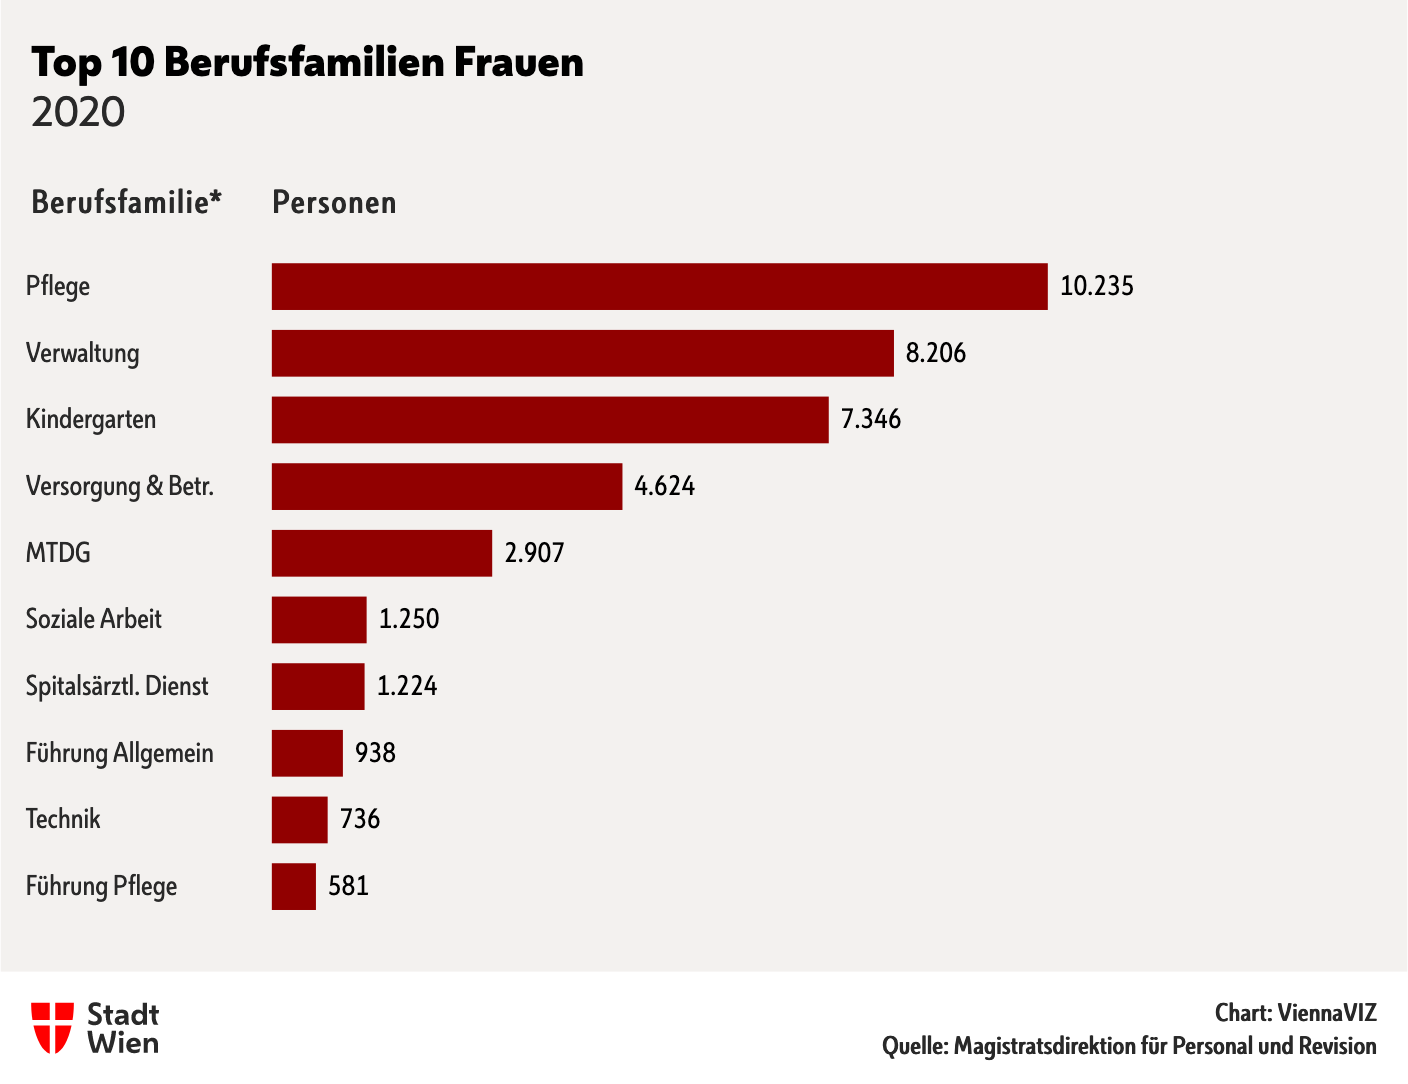 Top 10 Berufsfamilien Frauen
2020
Berufsfamilie* Personen
Pflege 10.235
Verwaltung 8.206
Kindergarten 7.346
Versorgung & Betr. 4.624
MTDG 2.907
Soziale Arbeit 1.250
Spitalsärztl. Dienst 1.224
Führung Allgemein 938
Technik 736
Führung Pflege 581
Stadt
Wien
Chart: ViennaVIZ
Quelle: Magistratsdirektion für Personal und Revision